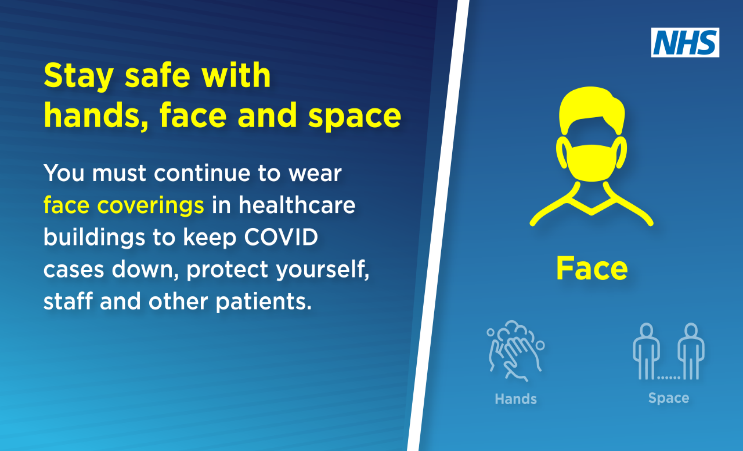 NHS
Stay safe with
hands, face and space
You must continue to wear
face coverings in healthcare
buildings to keep COVID
cases down, protect yourself,
staff and other patients.
Face
Hands
Space